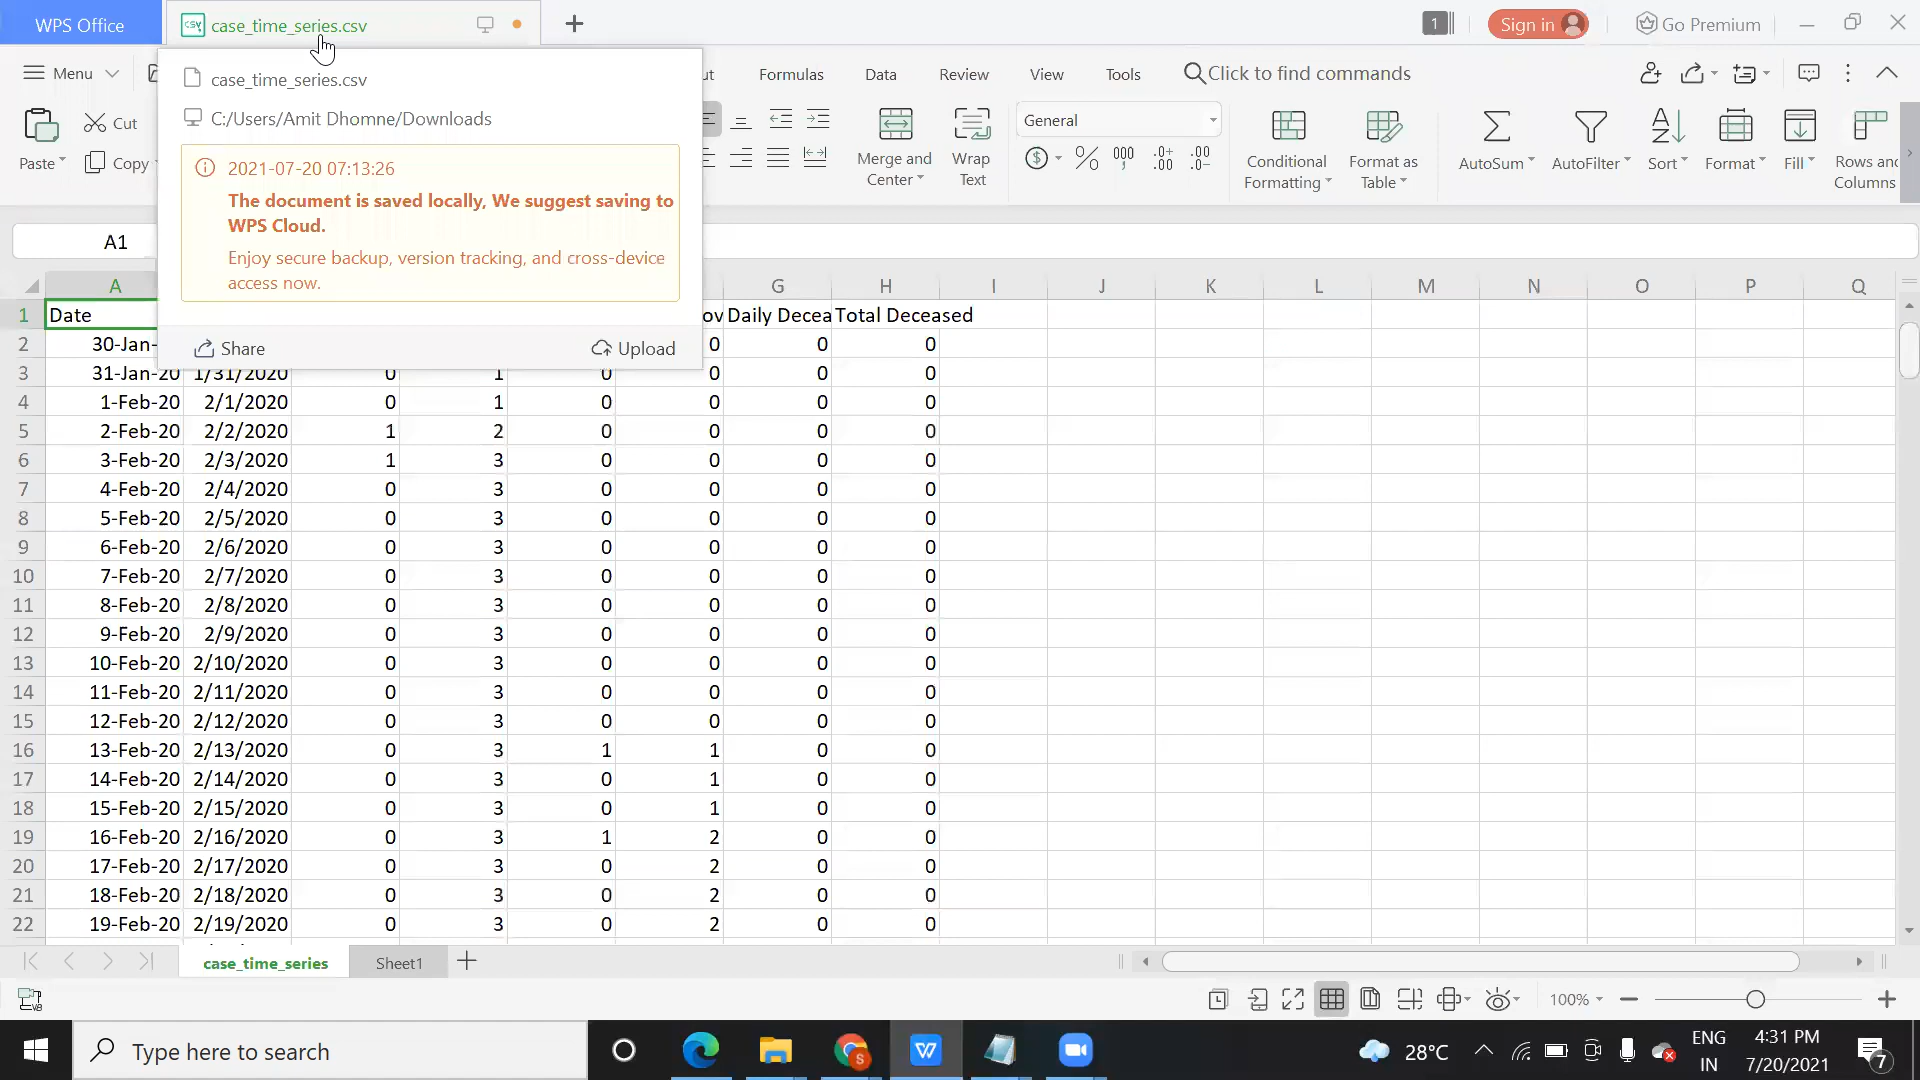 WPS Office
case_time_series.csv
1
Sign in
Go Premium
Menu
Formulas
Data
Review
View
Tools
Click to find commands
case_time_series.csv
C:/Users/Amit Dhomne/Downloads
2021-07-20 07:13:26
The document is saved locally, We suggest saving to
WPS Cloud.
Enjoy secure backup, version tracking, and cross-device
access now.
Share
Upload
Paste
Cut
Copy
Merge and
Center
Wrap
Text
General
Conditional
Formatting
Format as
Table
AutoSum
AutoFilter
Sort
Format
Fill
Rows and
Columns
A1
A G H I J K L M N O P Q
1 Date Daily Decea Total Deceased
2 30-Jan- 0 0 0
3 31-Jan-20 1/31/2020 0 1 0 0 0 0
4 1-Feb-20 2/1/2020 0 1 0 0 0 0
5 2-Feb-20 2/2/2020 1 2 0 0 0 0
6 3-Feb-20 2/3/2020 1 3 0 0 0 0
7 4-Feb-20 2/4/2020 0 3 0 0 0 0
8 5-Feb-20 2/5/2020 0 3 0 0 0 0
9 6-Feb-20 2/6/2020 0 3 0 0 0 0
10 7-Feb-20 2/7/2020 0 3 0 0 0 0
11 8-Feb-20 2/8/2020 0 3 0 0 0 0
12 9-Feb-20 2/9/2020 0 3 0 0 0 0
13 10-Feb-20 2/10/2020 0 3 0 0 0 0
14 11-Feb-20 2/11/2020 0 3 0 0 0 0
15 12-Feb-20 2/12/2020 0 3 0 0 0 0
16 13-Feb-20 2/13/2020 0 3 1 1 0 0
17 14-Feb-20 2/14/2020 0 3 0 1 0 0
18 15-Feb-20 2/15/2020 0 3 0 1 0 0
19 16-Feb-20 2/16/2020 0 3 1 2 0 0
20 17-Feb-20 2/17/2020 0 3 0 2 0 0
21 18-Feb-20 2/18/2020 0 3 0 2 0 0
22 19-Feb-20 2/19/2020 0 3 0 2 0 0
case_time_series
Sheet1
100%
Type here to search
28°C
ENG
IN
4:31 PM
7/20/2021
7